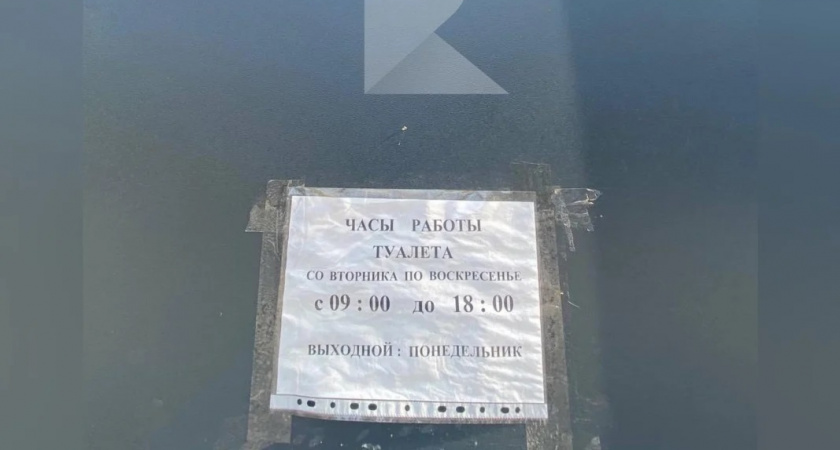 ЧАСЫ РАБОТЫ
ТУАЛЕТА
СО ВТОРНИКА ПО ВОСКРЕСЕНЬЕ
с 09 : 00 до 18 : 00
ВЫХОДНОЙ : ПОНЕДЕЛЬНИК